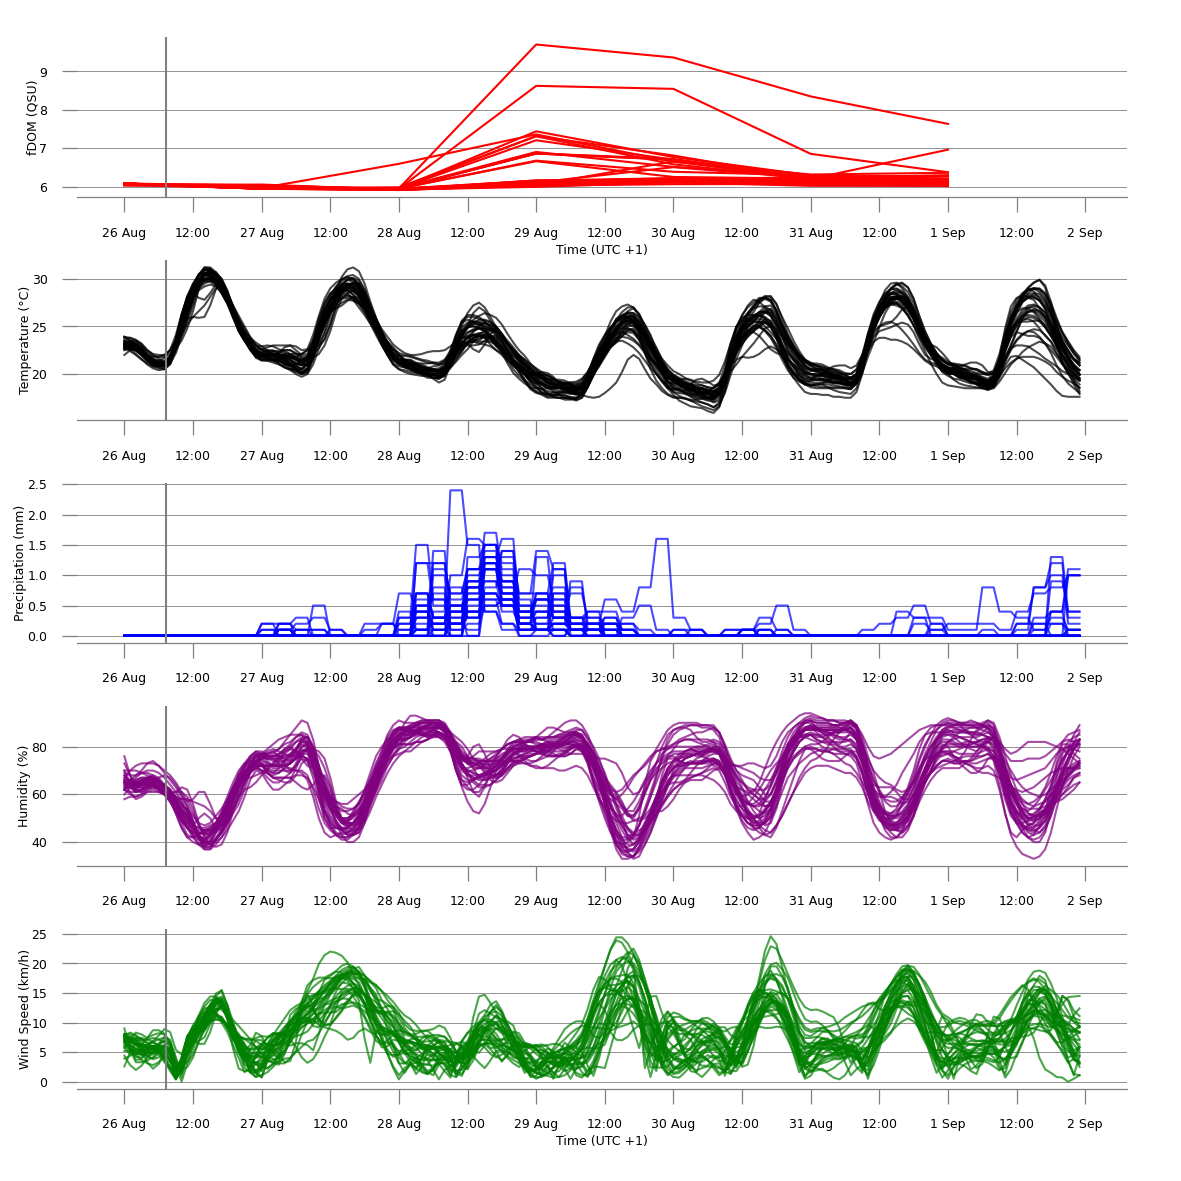 fDOM (QSU)
9
8
7
6
26 Aug 12:00 27 Aug 12:00 28 Aug 12:00 29 Aug 12:00 30 Aug 12:00 31 Aug 12:00 1 Sep 12:00 2 Sep
Time (UTC +1)
Temperature (°C)
30
25
20
26 Aug 12:00 27 Aug 12:00 28 Aug 12:00 29 Aug 12:00 30 Aug 12:00 31 Aug 12:00 1 Sep 12:00 2 Sep
Precipitation (mm)
2.5
2.0
1.5
1.0
0.5
0.0
26 Aug 12:00 27 Aug 12:00 28 Aug 12:00 29 Aug 12:00 30 Aug 12:00 31 Aug 12:00 1 Sep 12:00 2 Sep
Humidity (%)
80
60
40
26 Aug 12:00 27 Aug 12:00 28 Aug 12:00 29 Aug 12:00 30 Aug 12:00 31 Aug 12:00 1 Sep 12:00 2 Sep
Wind Speed (km/h)
25
20
15
10
5
0
26 Aug 12:00 27 Aug 12:00 28 Aug 12:00 29 Aug 12:00 30 Aug 12:00 31 Aug 12:00 1 Sep 12:00 2 Sep
Time (UTC +1)